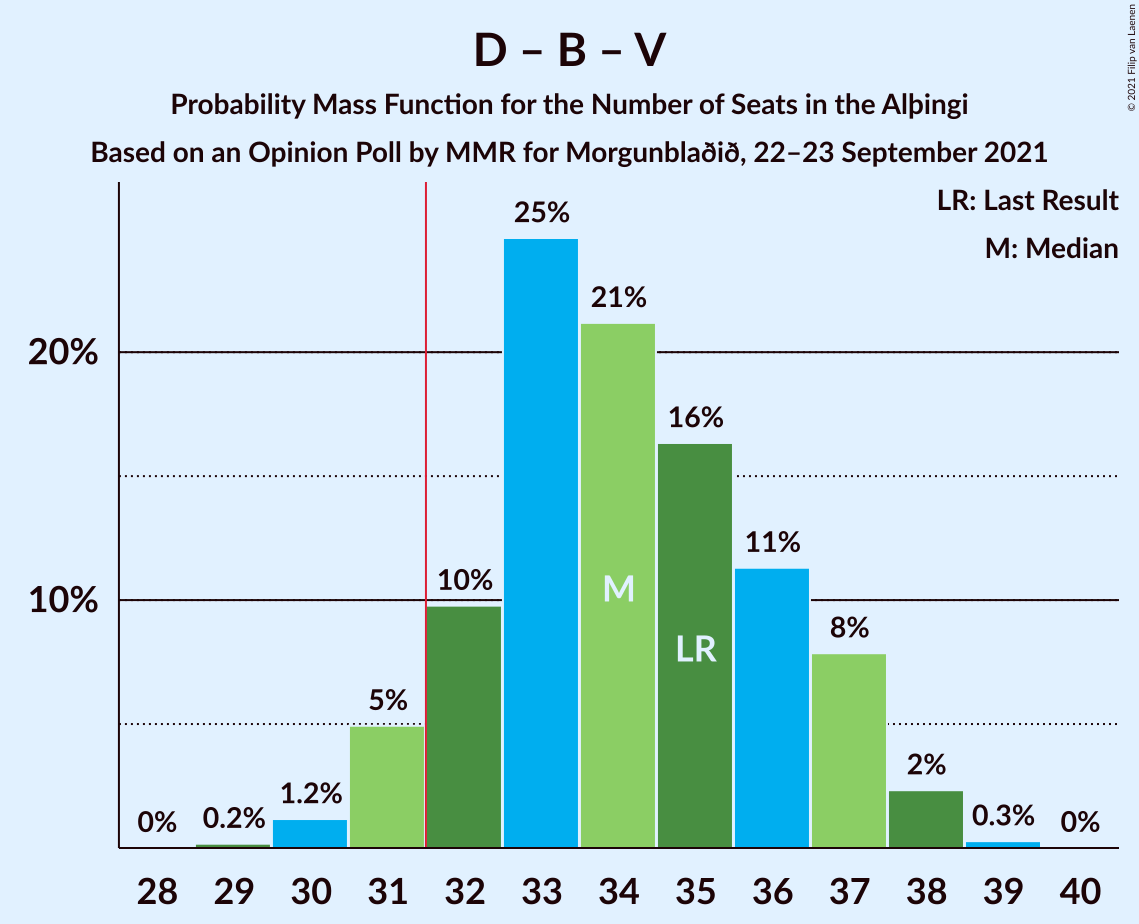 D – B – V
Probability Mass Function for the Number of Seats in the Alþingi
Based on an Opinion Poll by MMR for Morgunblaðið, 22–23 September 2021
© 2021 Filip van Laenen
LR: Last Result
M: Median
20%
10%
0%
0.2%
1.2%
5%
10%
25%
21%
16%
11%
8%
2%
0.3%
0%
M
LR
28 29 30 31 32 33 34 35 36 37 38 39 40